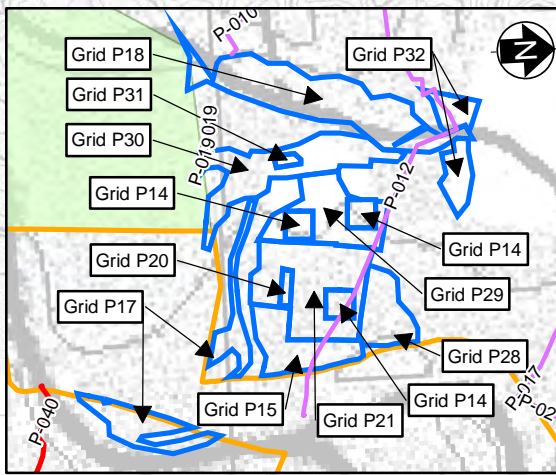 P-010
Grid P18
Grid P32
N
Grid P31
Grid P30
P-019 019
P-012
Grid P14
Grid P14
Grid P29
Grid P20
Grid P17
Grid P28
P-017
P-02
P-040
Grid P15
Grid P21
Grid P14